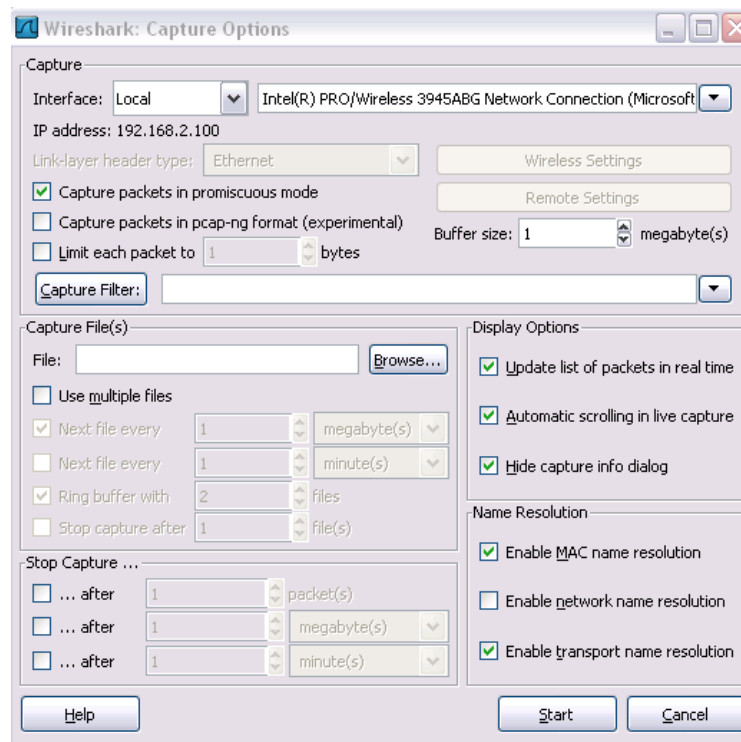 Wireshark: Capture Options
Capture
Interface: Local Intel(R) PRO/Wireless 3945ABG Network Connection (Microsoft
IP address: 192.168.2.100
Link-layer header type: Ethernet Wireless Settings
Capture packets in promiscuous mode Remote Settings
Capture packets in pcap-ng format (experimental) Buffer size: 1 megabyte(s)
Limit each packet to 1 bytes
Capture Filter:
Capture File(s)
File: Browse...
Use multiple files
Next file every 1 megabyte(s)
Next file every 1 minute(s)
Ring buffer with 2 files
Stop capture after 1 file(s)
Stop Capture ...
... after 1 packet(s)
... after 1 megabyte(s)
... after 1 minute(s)
Display Options
Update list of packets in real time
Automatic scrolling in live capture
Hide capture info dialog
Name Resolution
Enable MAC name resolution
Enable network name resolution
Enable transport name resolution
Help Start Cancel